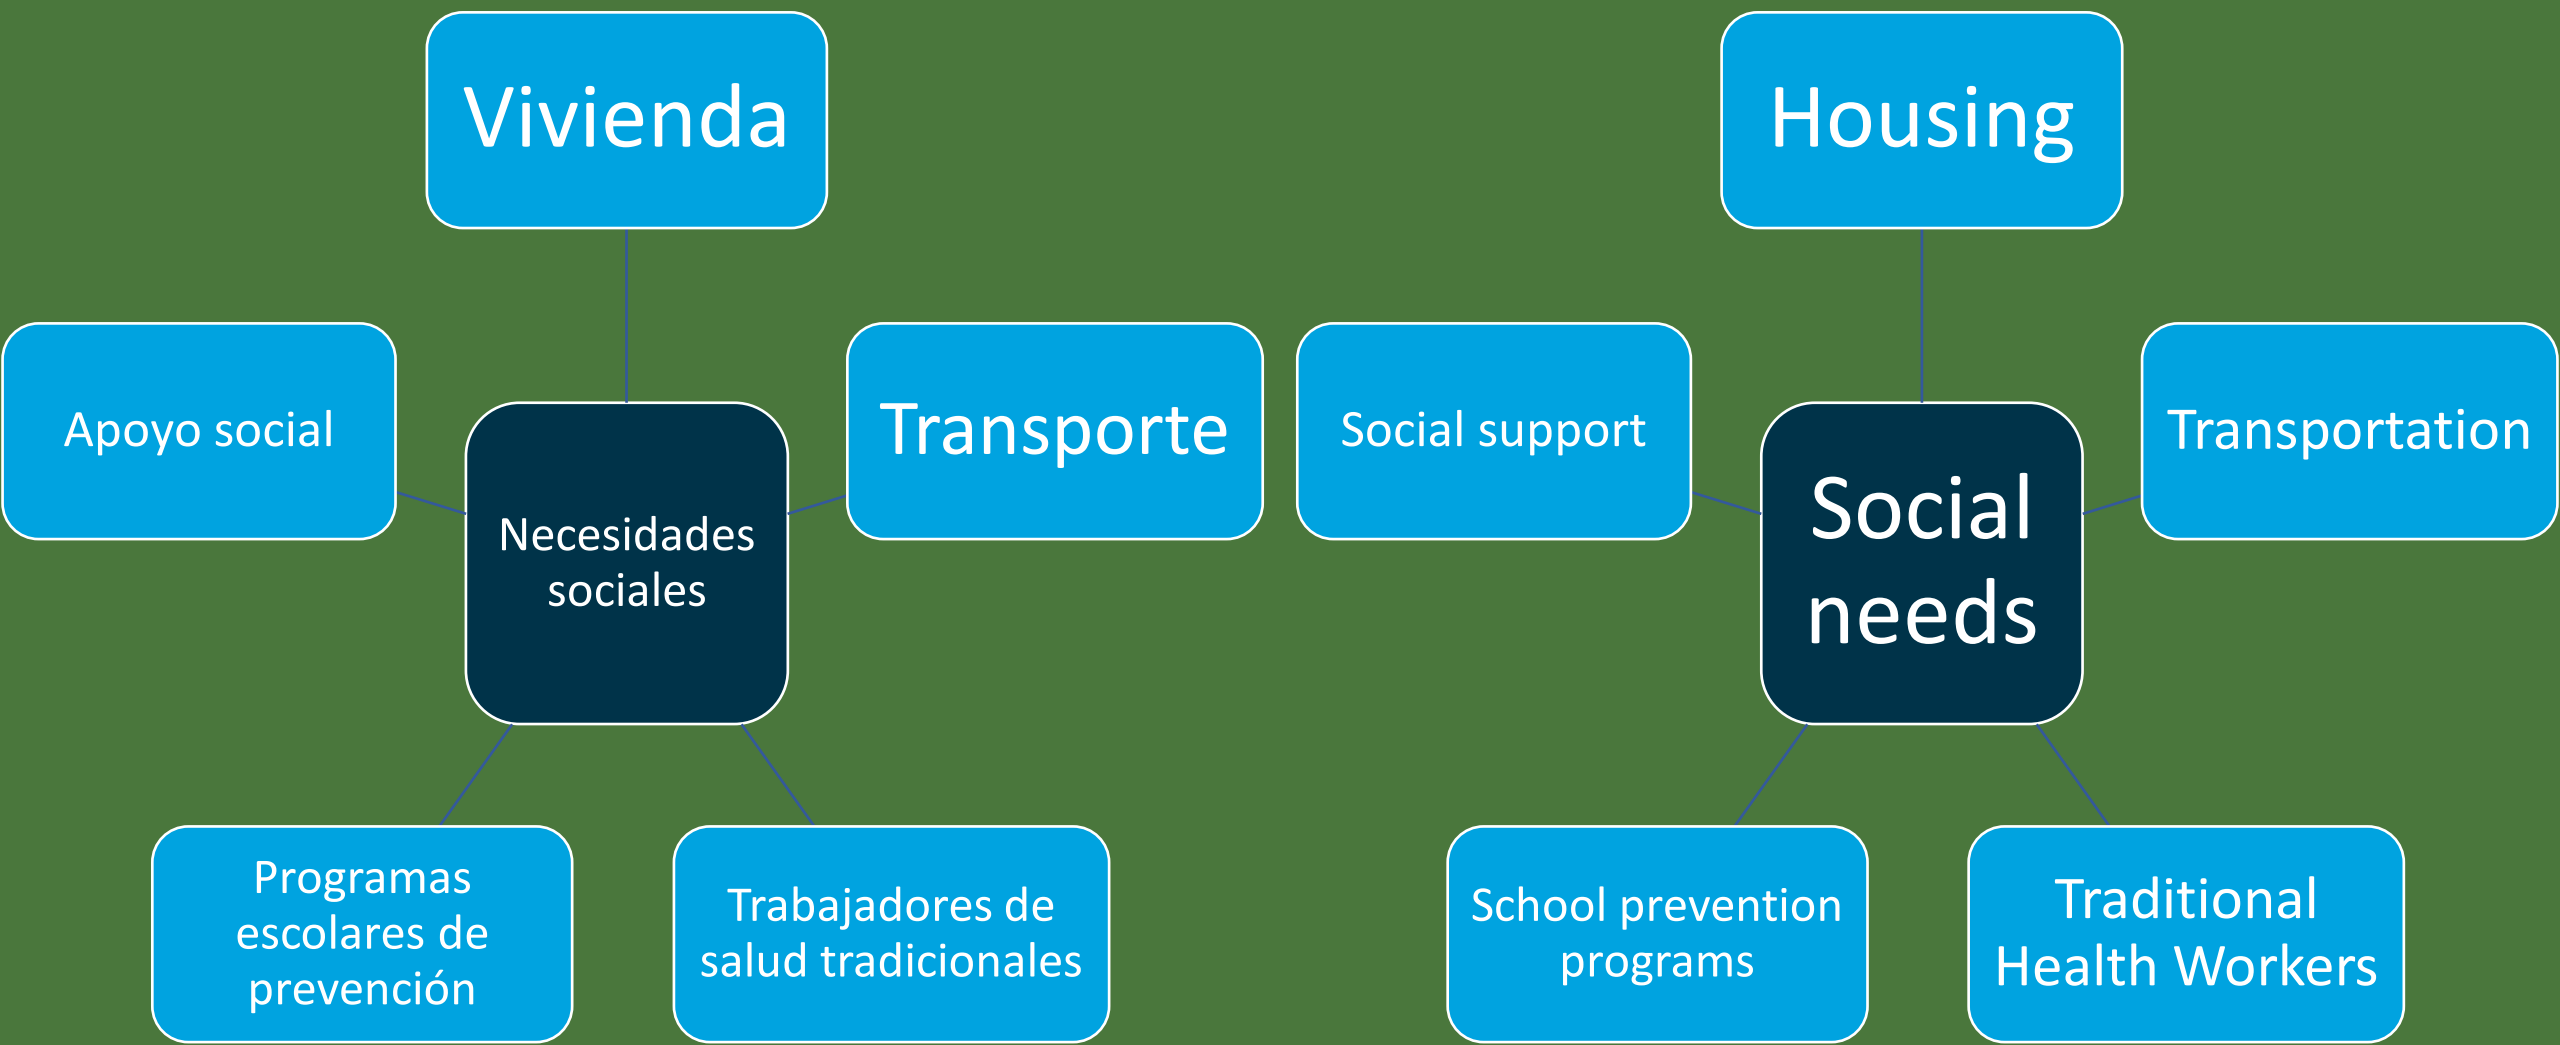 Vivienda
Apoyo social
Transporte
Necesidades
sociales
Programas
escolares de
prevención
Trabajadores de
salud tradicionales
Housing
Social support
Transportation
Social
needs
School prevention
programs
Traditional
Health Workers